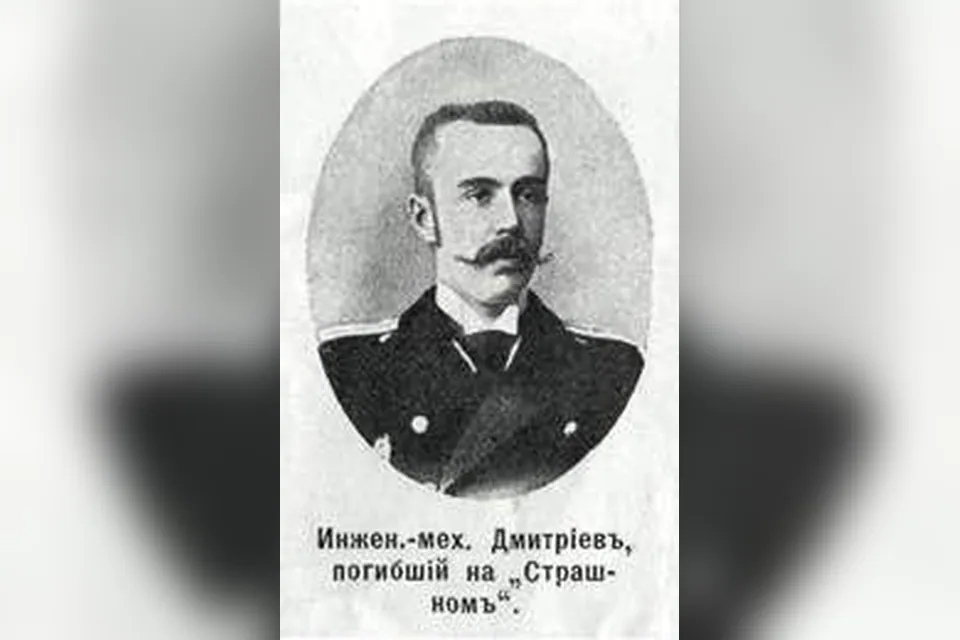 Инжен.-мех. Дмитріевъ,
погибшій на „Страш-
номъ“.